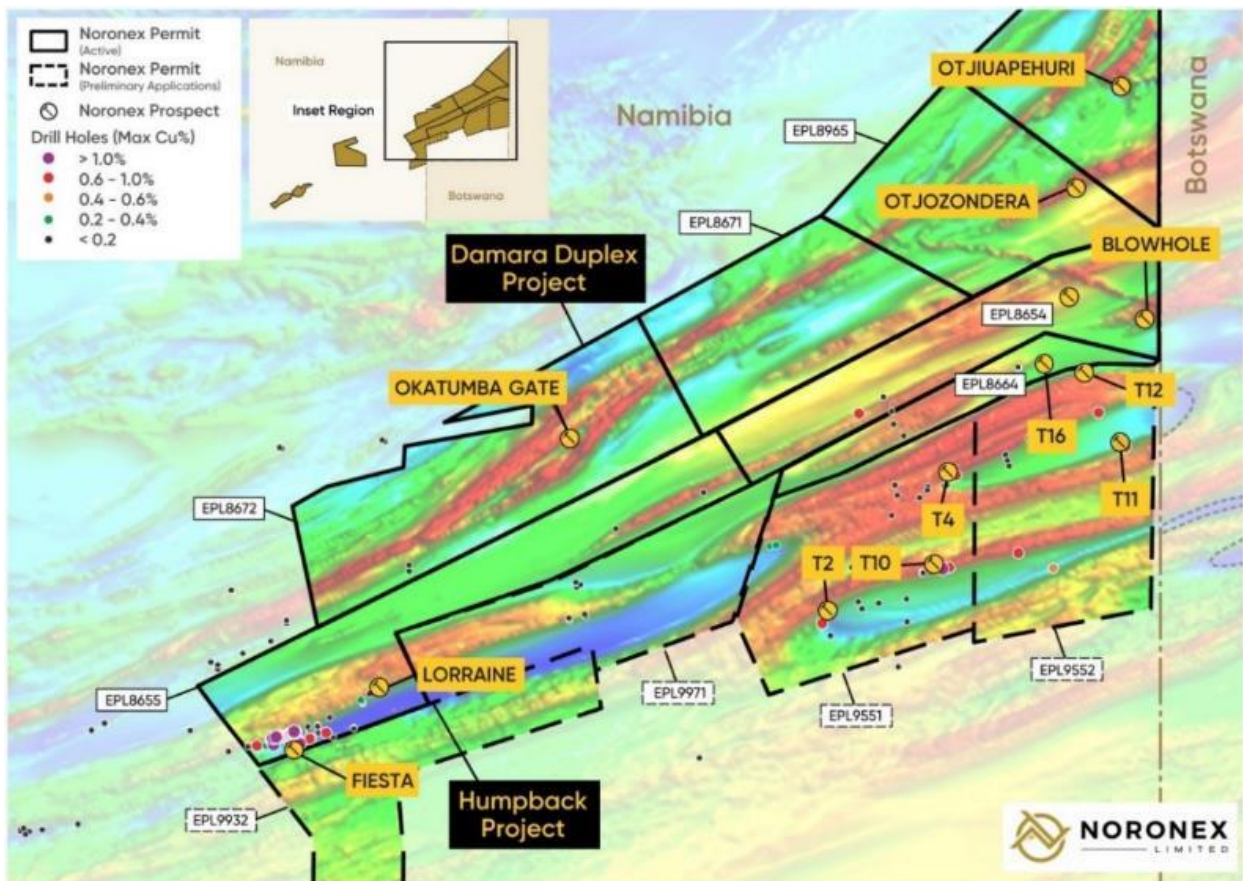 Noronex Permit
(Active)
Noronex Permit
(Preliminary Applications)
Noronex Prospect
Drill Holes (Max Cu%)
> 1.0%
0.6 - 1.0%
0.4 - 0.6%
0.2 - 0.4%
< 0.2
Namibia
Inset Region
Botswana
Namibia
Botswana
OTJIUAPEHURI
EPL8965
OTJOZONDERA
EPL8671
BLOWHOLE
Damara Duplex
Project
EPL8654
OKATUMBA GATE
EPL8664
T12
T16
T11
EPL8672
T4
T2
T10
LORRAINE
EPL8655
EPL9971
EPL9552
EPL9551
FIESTA
Humpback
Project
EPL9932
NORONEX
LIMITED